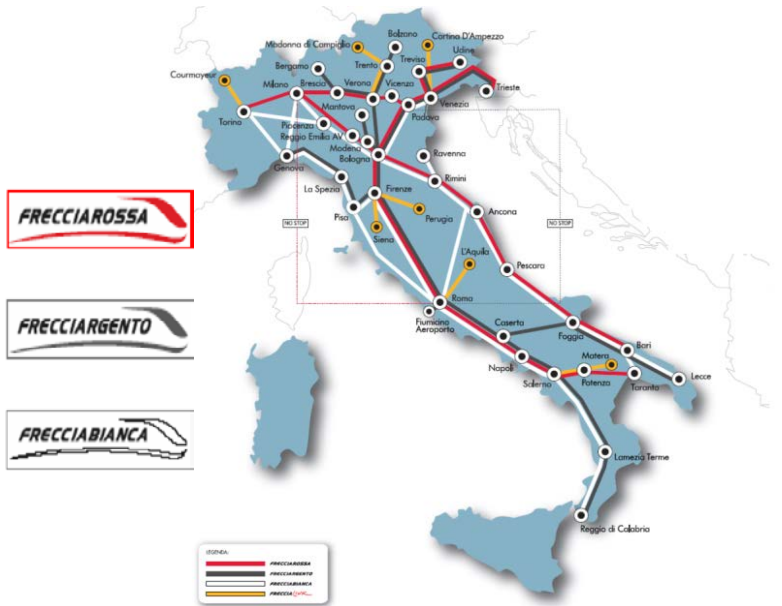 FRECCIAROSSA
FRECCIARGENTO
FRECCIABIANCA
Bolzano
Madonna di Campiglio
Cortina D'Ampezzo
Treviso
Udine
Bergamo
Trento
Courmayeur
Milano
Brescia
Verona
Vicenza
Trieste
Mantova
Padova
Venezia
Torino
Piacenza
Reggio Emilia AV
Modena
Bologna
Ravenna
Genova
Rimini
La Spezia
Firenze
Pisa
Perugia
Ancona
NO STOP
NO STOP
Siena
L'Aquila
Pescara
Roma
Fiumicino
Aeroporto
Caserta
Foggia
Bari
Napoli
Matera
Salerno
Potenza
Taranto
Lecce
Lamezia Terme
Reggio di Calabria
LEGENDA:
FRECCIAROSSA
FRECCIARGENTO
FRECCIABIANCA
FRECCIALink